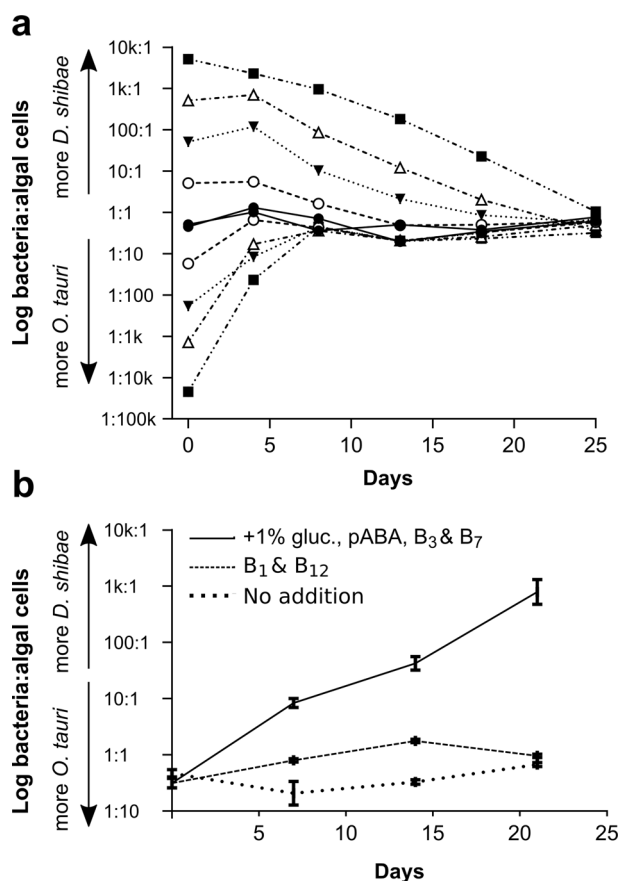 a
Log bacteria:algal cells
more O. tauri
more D. shibae
10k:1
1k:1
100:1
10:1
1:1
1:10
1:100
1:1k
1:10k
1:100k
0
5
10
15
20
25
Days
b
Log bacteria:algal cells
more O. tauri
more D. shibae
10k:1
1k:1
100:1
10:1
1:1
1:10
+1% gluc., pABA, B3 & B7
B1 & B12
No addition
5
10
15
20
25
Days